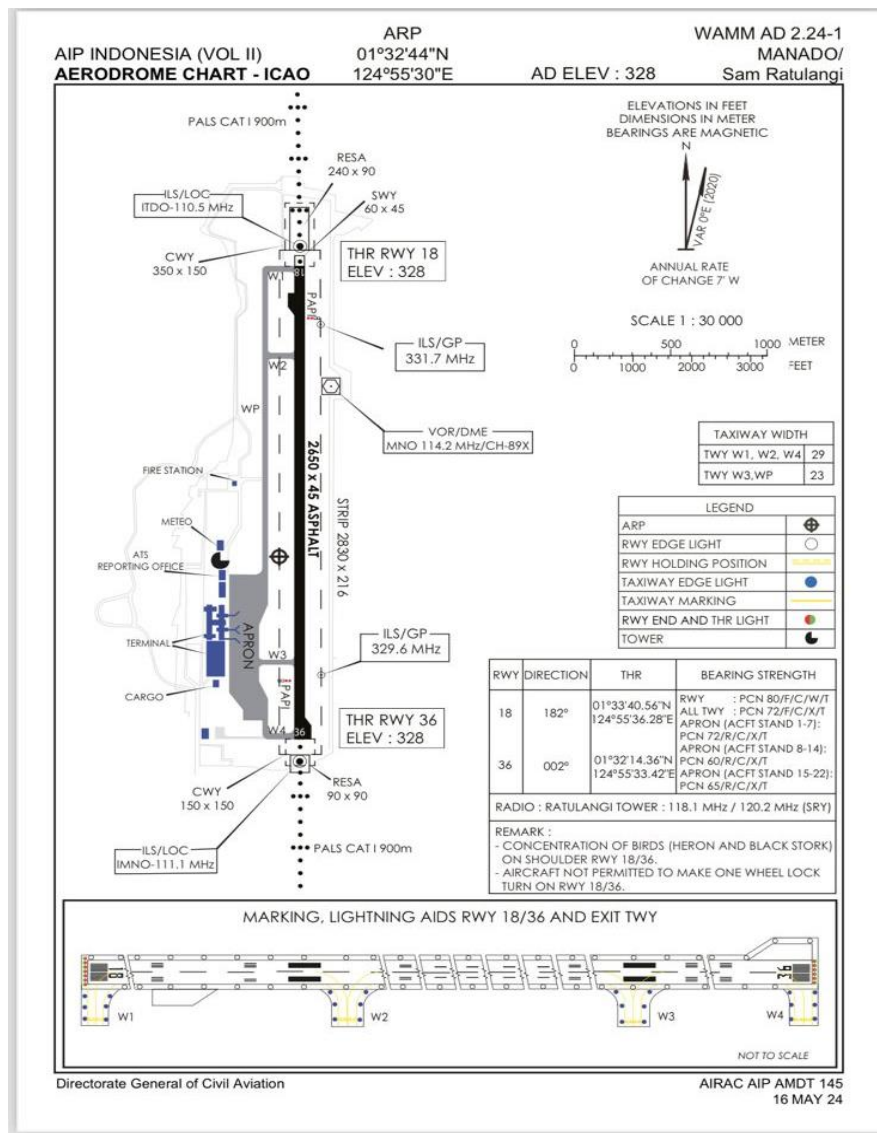 AIP INDONESIA (VOL II)
AERODROME CHART - ICAO
ARP
01º32'44"N
124º55'30"E
AD ELEV : 328
WAMM AD 2.24-1
MANADO/
Sam Ratulangi
PALS CAT I 900m
RESA
240 x 90
ILS/LOC
ITDO-110.5 MHz
SWY
60 x 45
CWY
350 x 150
THR RWY 18
ELEV : 328
ELEVATIONS IN FEET
DIMENSIONS IN METER
BEARINGS ARE MAGNETIC
N
VAR 0ºE (2020)
ANNUAL RATE
OF CHANGE 7' W
18
W1
PAPI
ILS/GP
331.7 MHz
SCALE 1 : 30 000
0 500 1000 METER
0 1000 2000 3000 FEET
W2
WP
VOR/DME
MNO 114.2 MHz/CH-89X
2650 x 45 ASPHALT
STRIP 2830 x 216
FIRE STATION
METEO
ATS
REPORTING OFFICE
TERMINAL
APRON
CARGO
W3
PAPI
W4
36
ILS/GP
329.6 MHz
THR RWY 36
ELEV : 328
CWY
150 x 150
RESA
90 x 90
ILS/LOC
IMNO-111.1 MHz
PALS CAT I 900m
TAXIWAY WIDTH
TWY W1, W2, W4 29
TWY W3,WP 23
LEGEND
ARP
RWY EDGE LIGHT
RWY HOLDING POSITION
TAXIWAY EDGE LIGHT
TAXIWAY MARKING
RWY END AND THR LIGHT
TOWER
RWY DIRECTION THR BEARING STRENGTH
18 182º 01º33'40.56"N
124º55'36.28"E
36 002º 01º32'14.36"N
124º55'33.42"E
RWY : PCN 80/F/C/W/T
ALL TWY : PCN 72/F/C/X/T
APRON (ACFT STAND 1-7):
PCN 72/R/C/X/T
APRON (ACFT STAND 8-14):
PCN 60/R/C/X/T
APRON (ACFT STAND 15-22):
PCN 65/R/C/X/T
RADIO : RATULANGI TOWER : 118.1 MHz / 120.2 MHz (SRY)
REMARK :
- CONCENTRATION OF BIRDS (HERON AND BLACK STORK)
ON SHOULDER RWY 18/36.
- AIRCRAFT NOT PERMITTED TO MAKE ONE WHEEL LOCK
TURN ON RWY 18/36.
MARKING, LIGHTNING AIDS RWY 18/36 AND EXIT TWY
18
36
W1
W2
W3
W4
NOT TO SCALE
Directorate General of Civil Aviation
AIRAC AIP AMDT 145
16 MAY 24